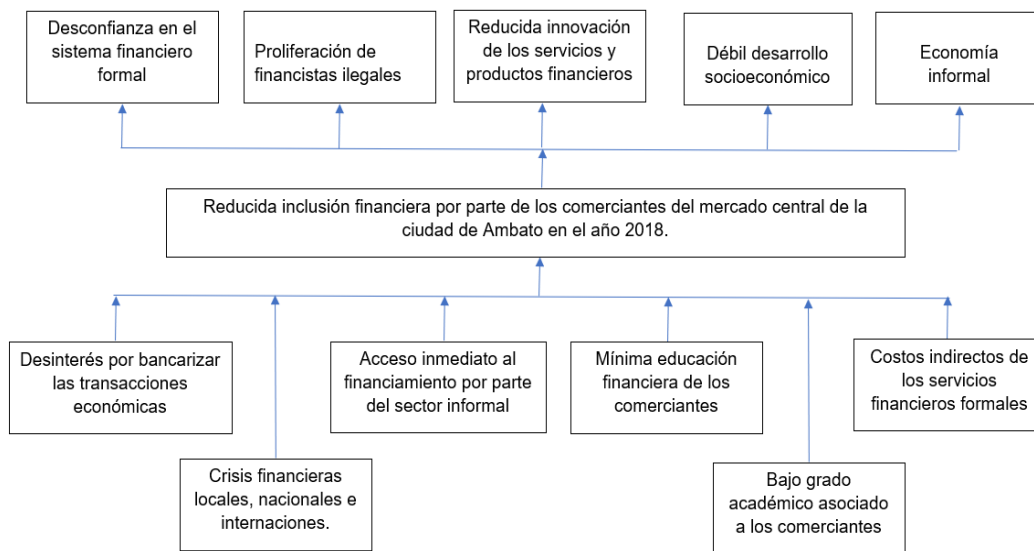 Desconfianza en el
sistema financiero
formal
Proliferación de
financistas ilegales
Reducida innovación
de los servicios y
productos financieros
Débil desarrollo
socioeconómico
Economía
informal
Reducida inclusión financiera por parte de los comerciantes del mercado central de la
ciudad de Ambato en el año 2018.
Desinterés por bancarizar
las transacciones
económicas
Acceso inmediato al
financiamiento por parte
del sector informal
Mínima educación
financiera de los
comerciantes
Costos indirectos de
los servicios
financieros formales
Crisis financieras
locales, nacionales e
internaciones.
Bajo grado
académico asociado
a los comerciantes